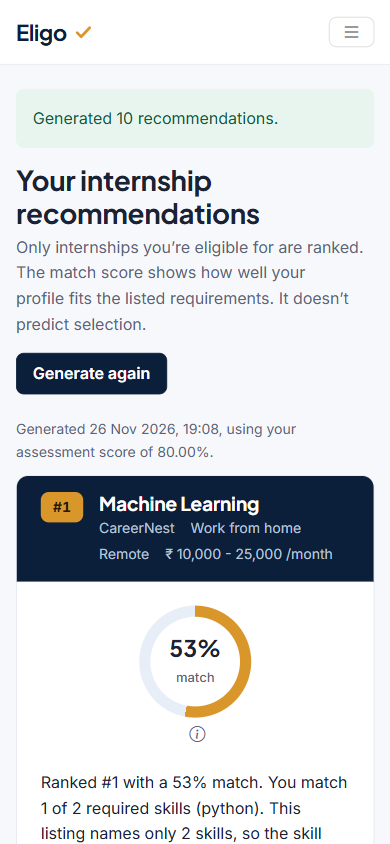 Eligo
Generated 10 recommendations.
Your internship
recommendations
Only internships you’re eligible for are ranked.
The match score shows how well your
profile fits the listed requirements. It doesn’t
predict selection.
Generate again
Generated 26 Nov 2026, 19:08, using your
assessment score of 80.00%.
#1
Machine Learning
CareerNest Work from home
Remote ₹ 10,000 - 25,000 /month
53%
match
Ranked #1 with a 53% match. You match
1 of 2 required skills (python). This
listing names only 2 skills, so the skill